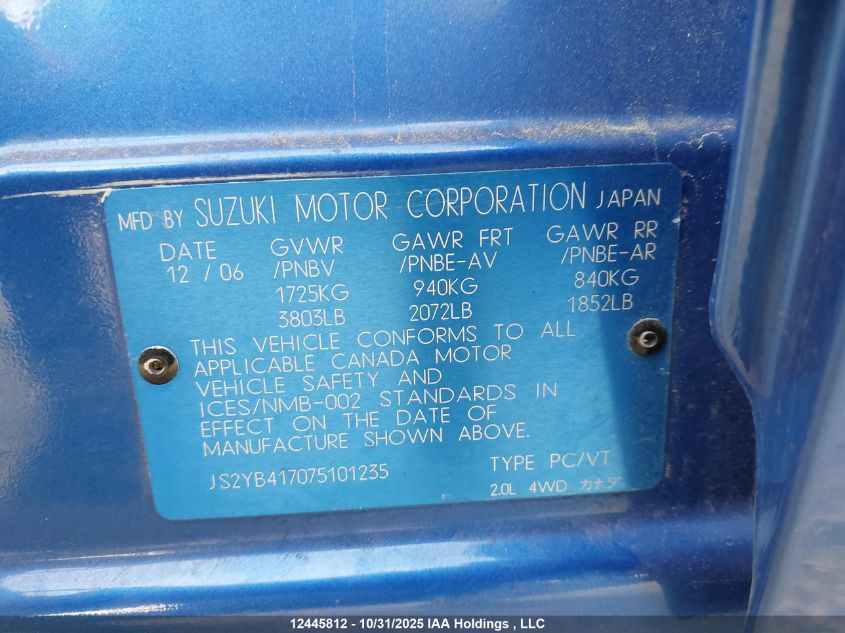 MFD BY SUZUKI MOTOR CORPORATION JAPAN
DATE GVWR GAWR FRT GAWR RR
12 / 06 /PNBV /PNBE-AV /PNBE-AR
1725KG 940KG 840KG
3803LB 2072LB 1852LB
THIS VEHICLE CONFORMS TO ALL
APPLICABLE CANADA MOTOR
VEHICLE SAFETY AND
ICES/NMB-002 STANDARDS IN
EFFECT ON THE DATE OF
MANUFACTURE SHOWN ABOVE.
JS2YB417075101235 TYPE PC/VT
2.0L 4WD カナダ
12445812 - 10/31/2025 IAA Holdings , LLC